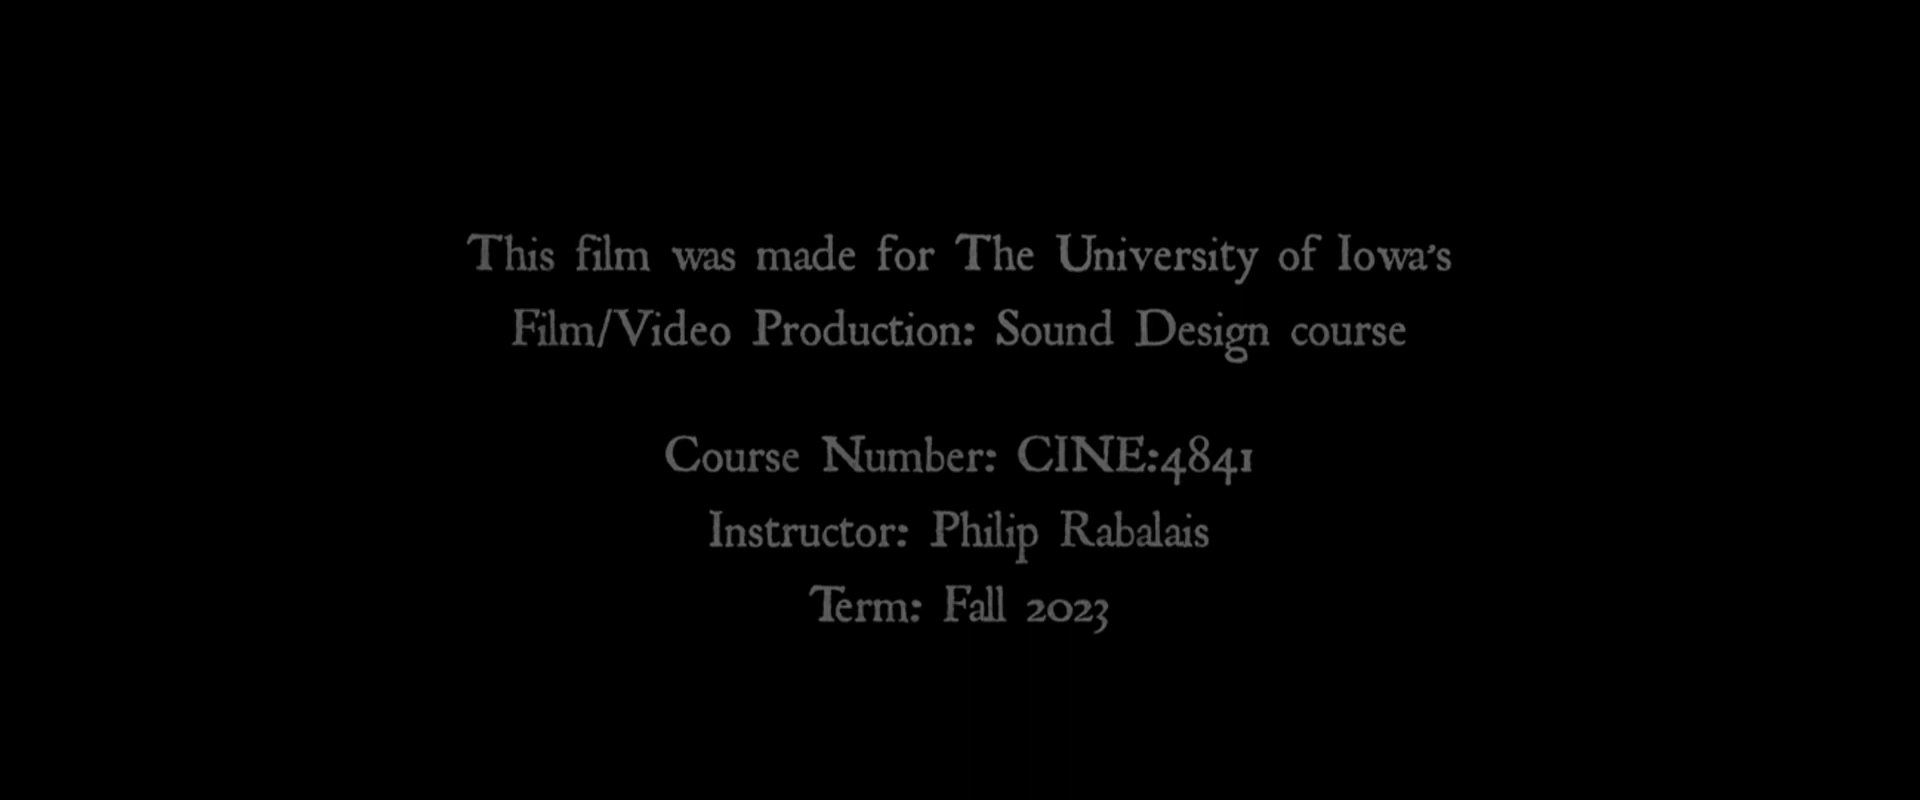 This film was made for The University of Iowa's
Film/Video Production: Sound Design course
Course Number: CINE:4841
Instructor: Philip Rabalais
Term: Fall 2023